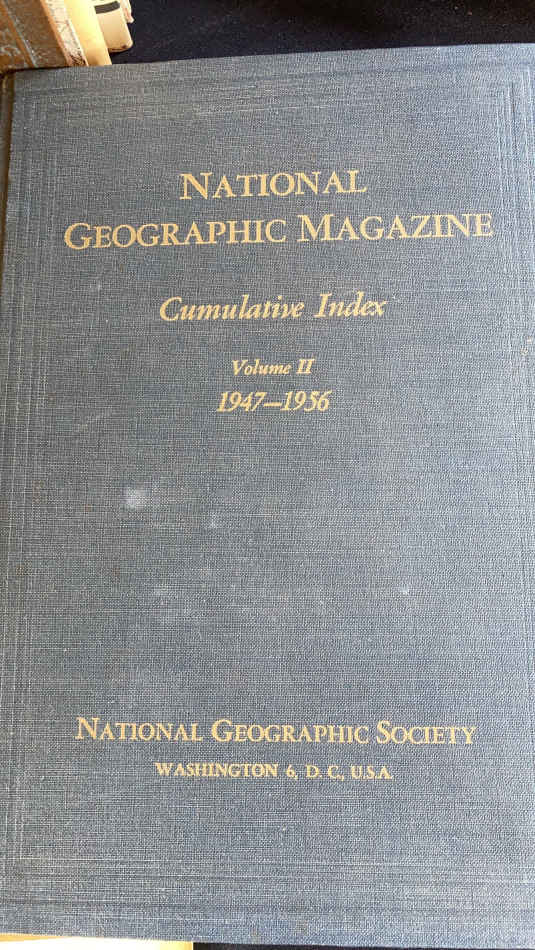 NATIONAL
GEOGRAPHIC MAGAZINE
Cumulative Index
Volume II
1947—1956
NATIONAL GEOGRAPHIC SOCIETY
WASHINGTON 6, D. C., U.S.A.